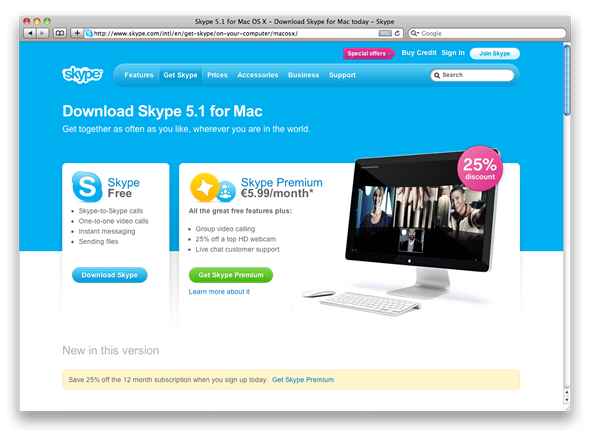 Skype 5.1 for Mac OS X – Download Skype for Mac today – Skype
http://www.skype.com/intl/en/get-skype/on-your-computer/macosx/
RSS
Google
Special offers
Buy Credit
Sign In
Join Skype
skype
Features
Get Skype
Prices
Accessories
Business
Support
Search
Download Skype 5.1 for Mac
Get together as often as you like, wherever you are in the world.
Skype
Free
Skype-to-Skype calls
One-to-one video calls
Instant messaging
Sending files
Download Skype
Skype Premium
€5.99/month*
All the great free features plus:
Group video calling
25% off a top HD webcam
Live chat customer support
Get Skype Premium
Learn more about it
25%
discount
New in this version
Save 25% off the 12 month subscription when you sign up today. Get Skype Premium